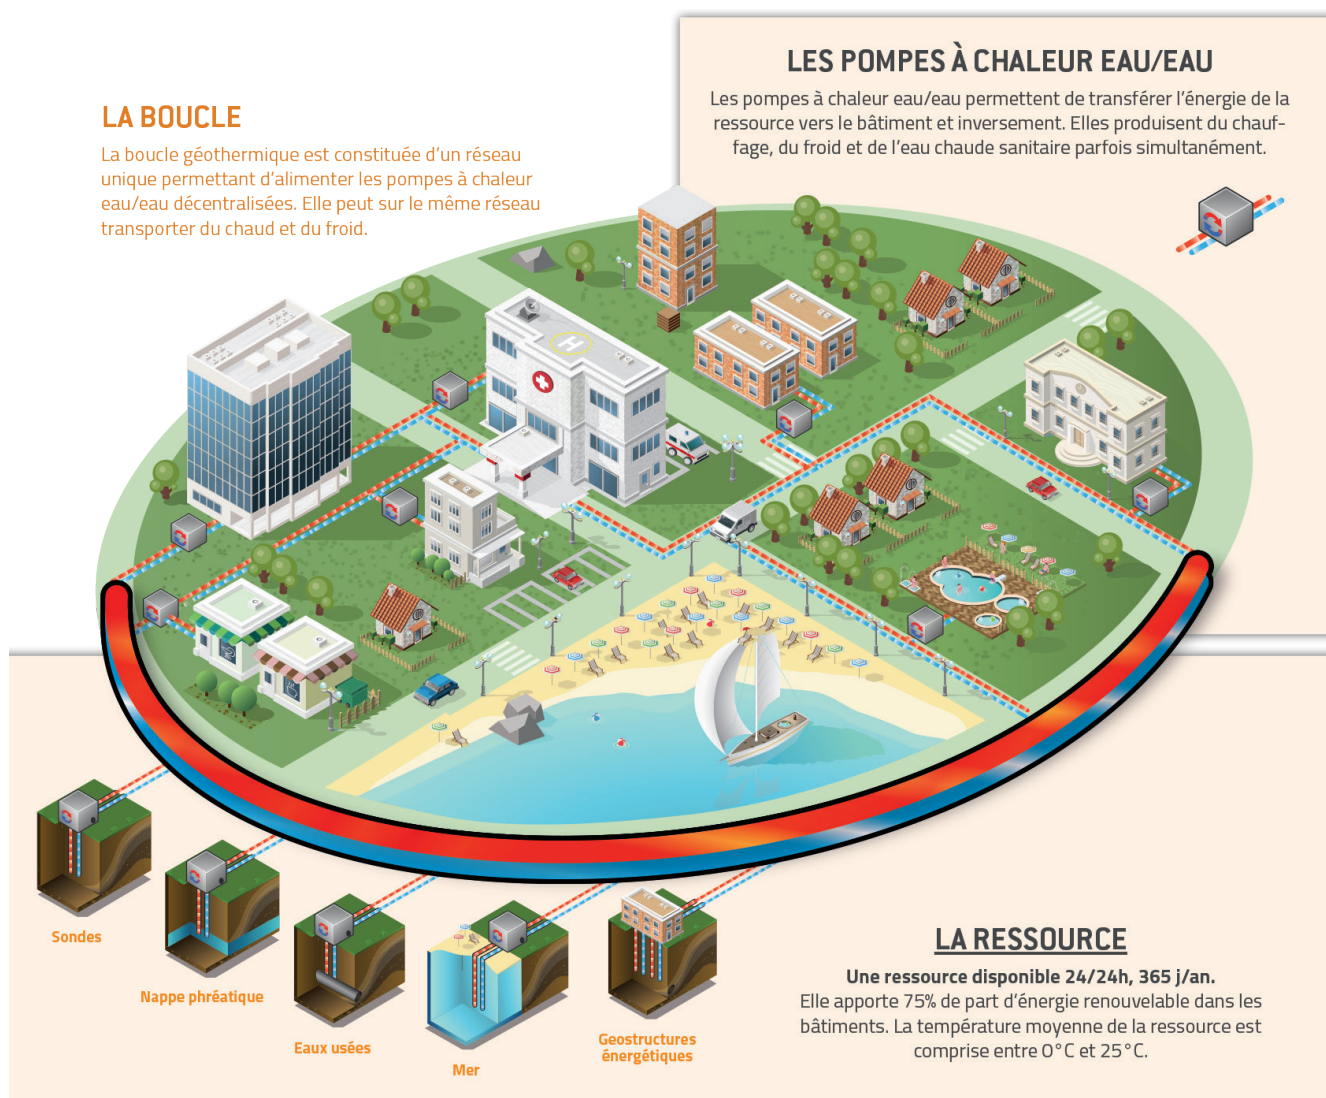 LES POMPES À CHALEUR EAU/EAU
Les pompes à chaleur eau/eau permettent de transférer l'énergie de la
ressource vers le bâtiment et inversement. Elles produisent du chauf-
fage, du froid et de l'eau chaude sanitaire parfois simultanément.
LA BOUCLE
La boucle géothermique est constituée d'un réseau
unique permettant d'alimenter les pompes à chaleur
eau/eau décentralisées. Elle peut sur le même réseau
transporter du chaud et du froid.
H
Sondes
Nappe phréatique
Eaux usées
Mer
Geostructures
énergétiques
LA RESSOURCE
Une ressource disponible 24/24h, 365 j/an.
Elle apporte 75% de part d'énergie renouvelable dans les
bâtiments. La température moyenne de la ressource est
comprise entre 0°C et 25°C.